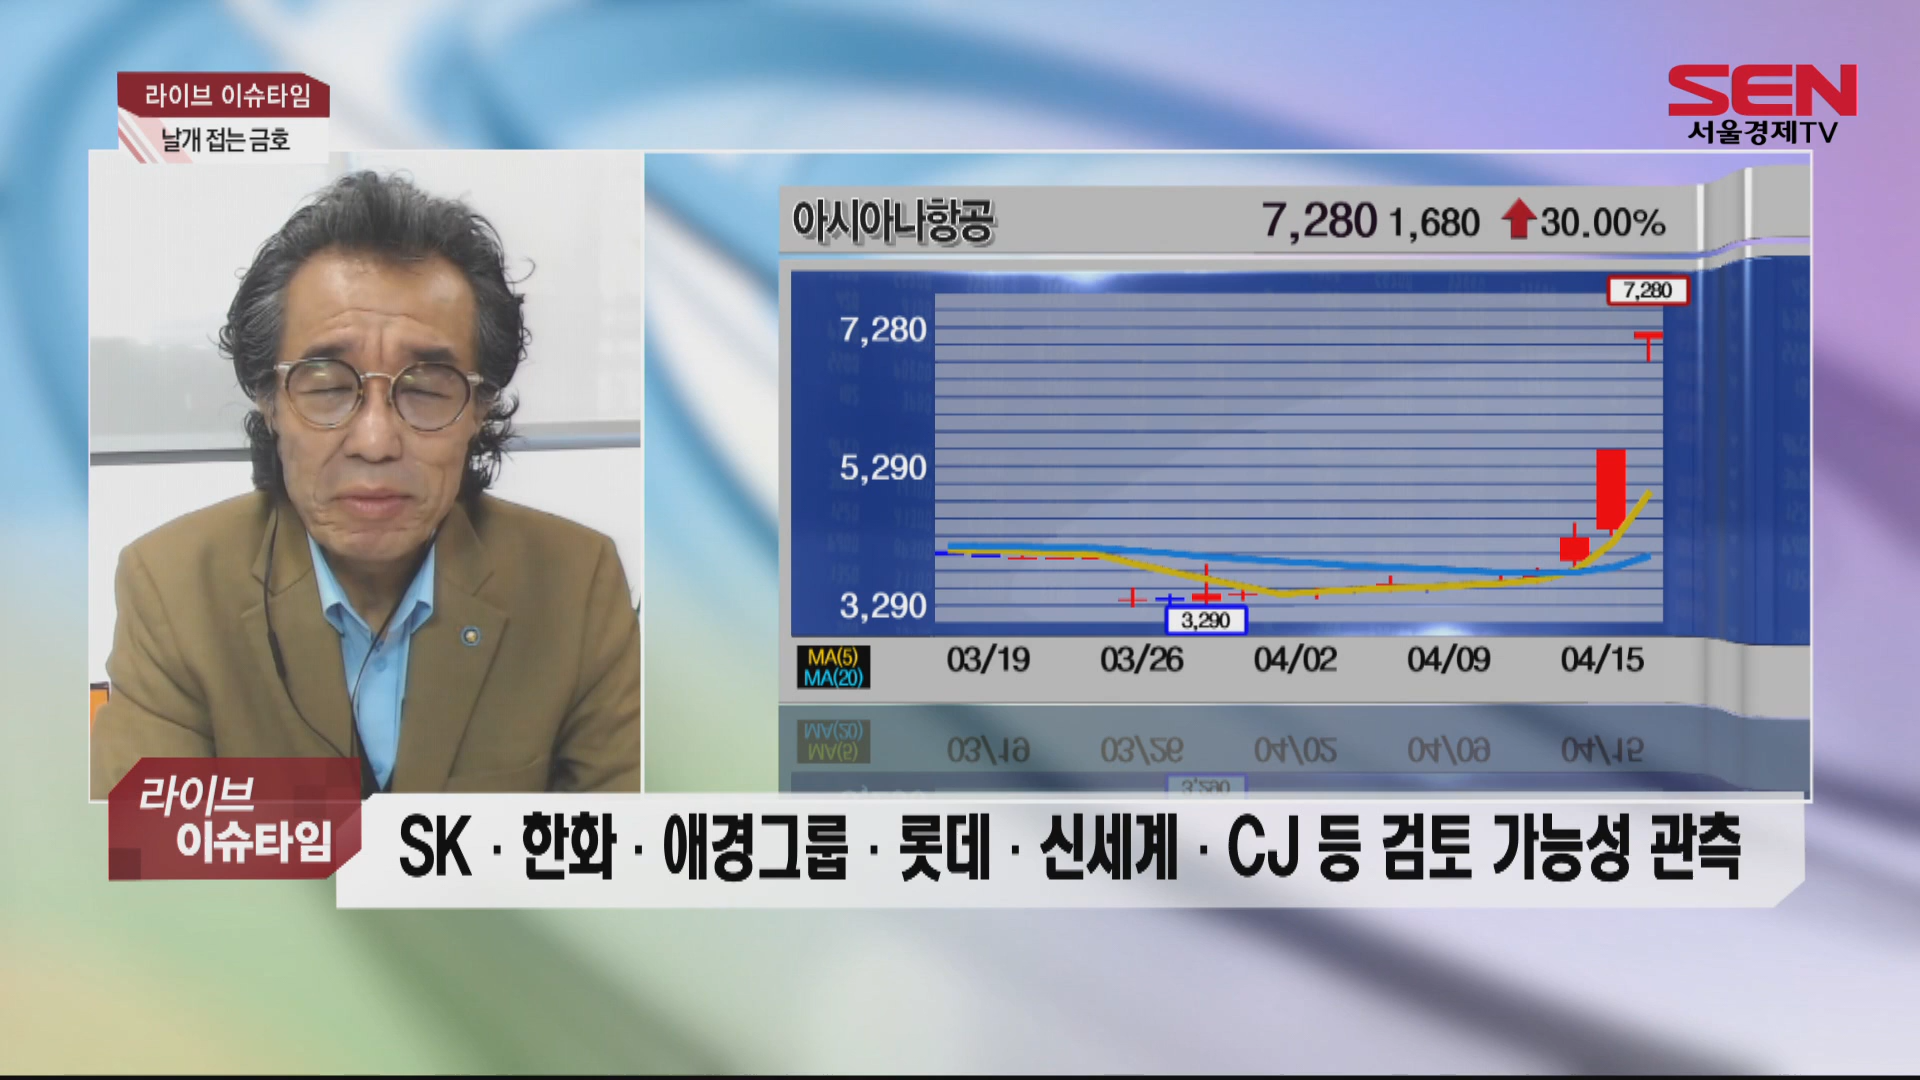 라이브 이슈타임
날개 접는 금호
SEN
서울경제TV
아시아나항공 7,280 1,680 30.00%
7,280
7,280
5,290
3,290
3,290
MA(5)
MA(20)
03/19 03/26 04/02 04/09 04/15
라이브
이슈타임
SK · 한화 · 애경그룹 · 롯데 · 신세계 · CJ 등 검토 가능성 관측